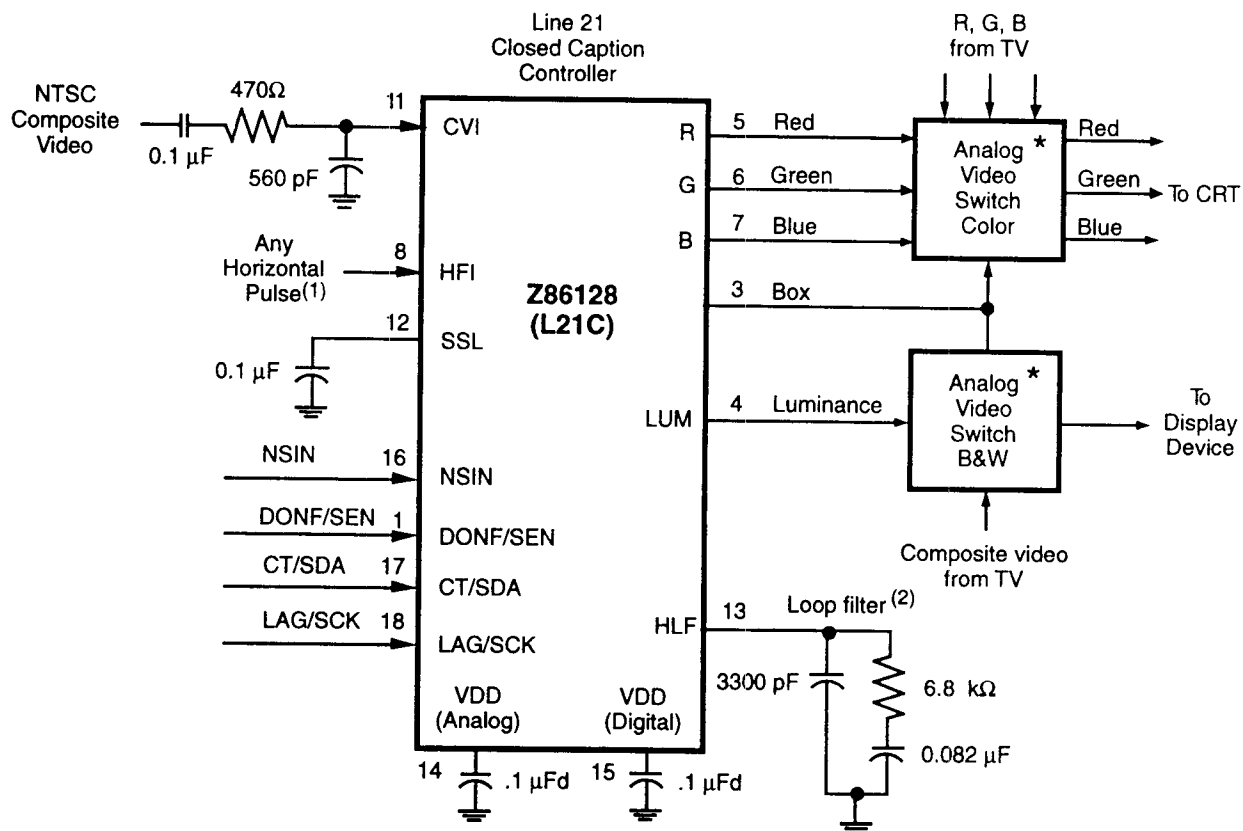 Line 21
Closed Caption
Controller
R, G, B
from TV
NTSC
Composite
Video
0.1 μF
470Ω
560 pF
11
CVI
Any
Horizontal
Pulse(1)
8
HFI
12
SSL
0.1 μF
NSIN
16
NSIN
DONF/SEN
1
DONF/SEN
CT/SDA
17
CT/SDA
LAG/SCK
18
LAG/SCK
Z86128
(L21C)
VDD
(Analog)
VDD
(Digital)
14
.1 μFd
15
.1 μFd
R
5
Red
G
6
Green
B
7
Blue
3
Box
LUM
4
Luminance
HLF
13
Loop filter (2)
3300 pF
6.8 kΩ
0.082 μF
Analog *
Video
Switch
Color
Red
Green
Blue
To CRT
Analog *
Video
Switch
B&W
To
Display
Device
Composite video
from TV